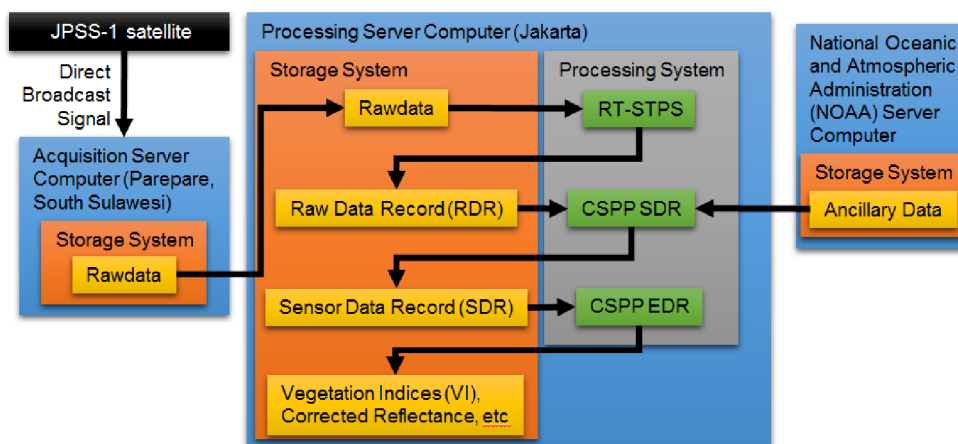 JPSS-1 satellite
Direct
Broadcast
Signal
Acquisition Server
Computer (Parepare,
South Sulawesi)
Storage System
Rawdata
Processing Server Computer (Jakarta)
Storage System
Rawdata
Raw Data Record (RDR)
Sensor Data Record (SDR)
Vegetation Indices (VI),
Corrected Reflectance, etc
Processing System
RT-STPS
CSPP SDR
CSPP EDR
National Oceanic
and Atmospheric
Administration
(NOAA) Server
Computer
Storage System
Ancillary Data